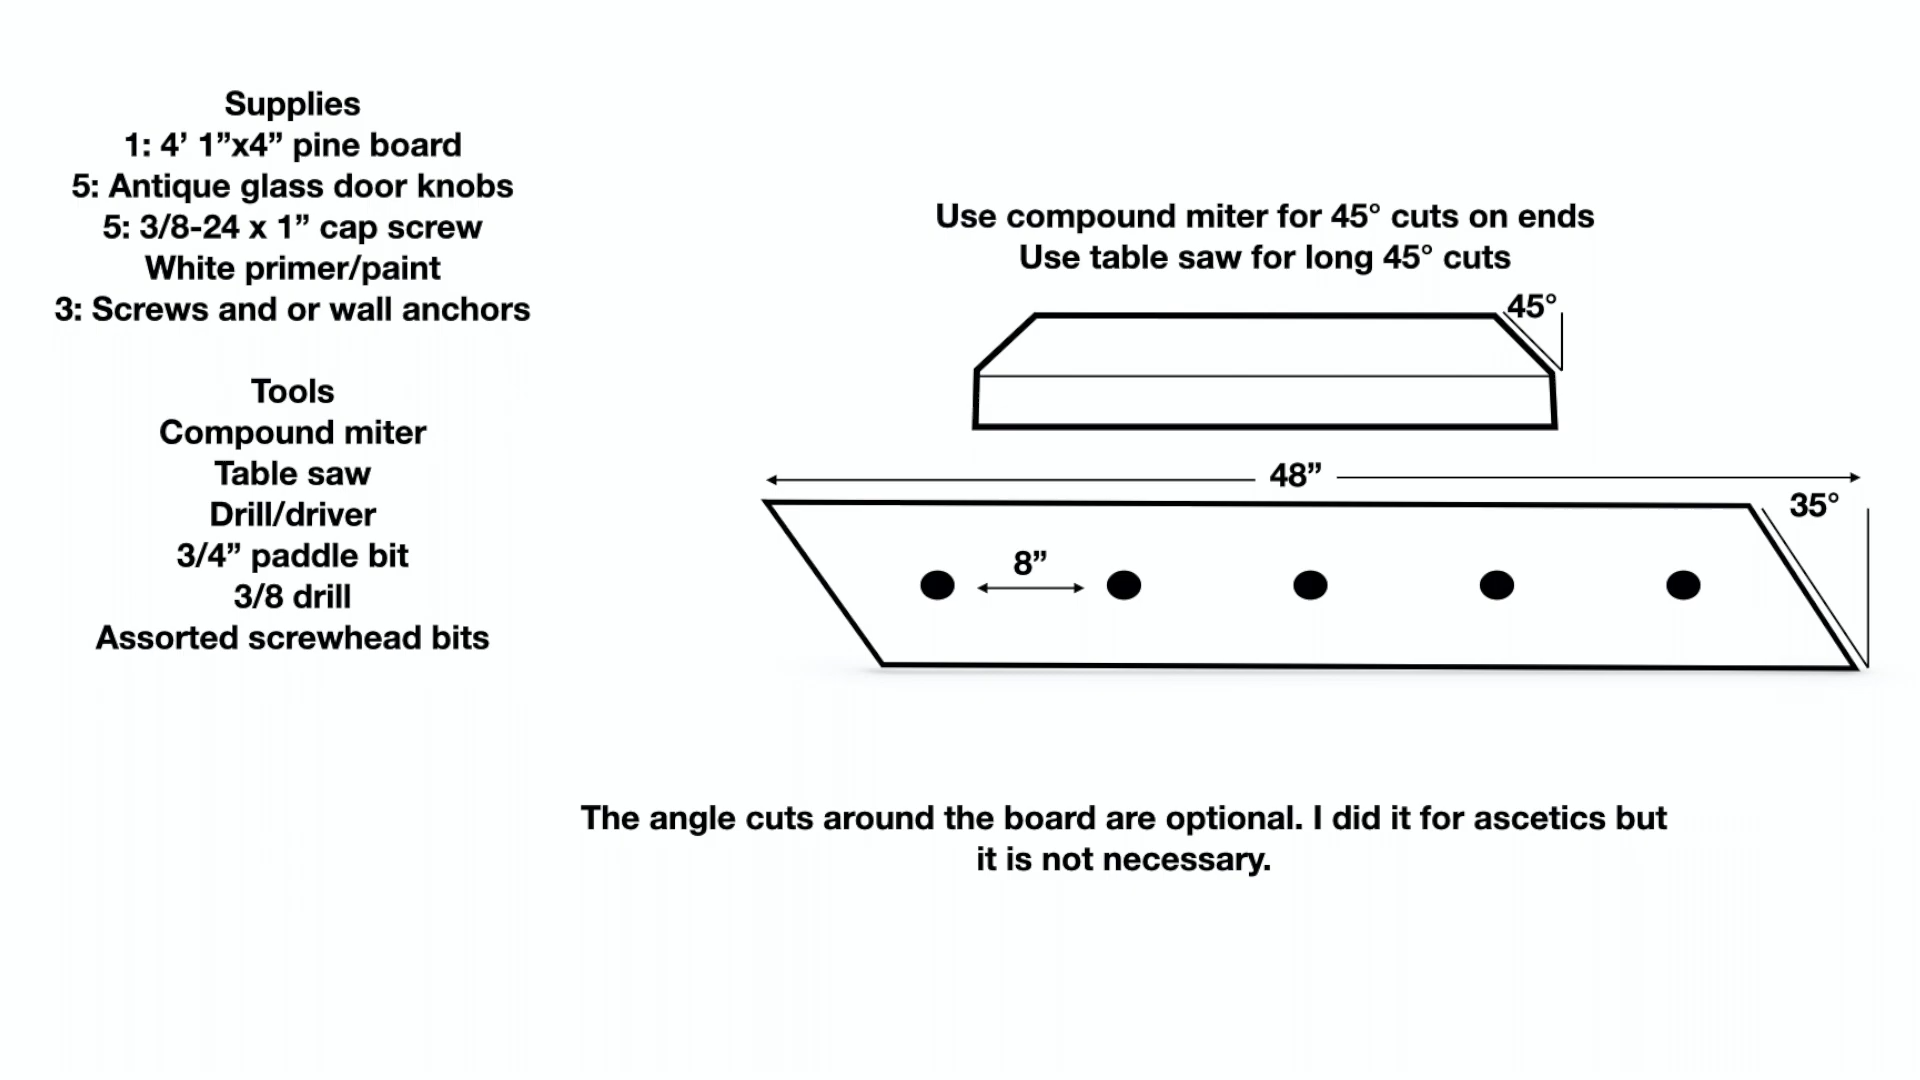 Supplies
1: 4’ 1”x4” pine board
5: Antique glass door knobs
5: 3/8-24 x 1” cap screw
White primer/paint
3: Screws and or wall anchors
Tools
Compound miter
Table saw
Drill/driver
3/4” paddle bit
3/8 drill
Assorted screwhead bits
Use compound miter for 45° cuts on ends
Use table saw for long 45° cuts
45°
48”
35°
8”
The angle cuts around the board are optional. I did it for ascetics but
it is not necessary.